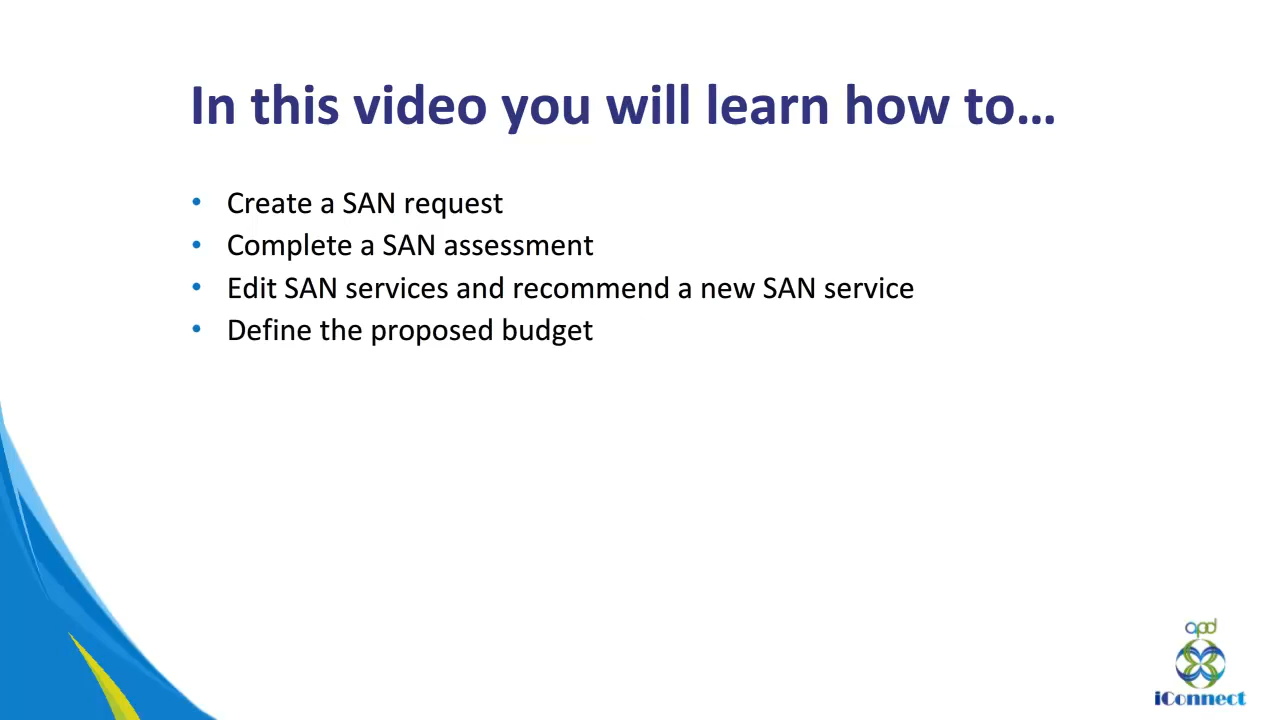 In this video you will learn how to…
• Create a SAN request
• Complete a SAN assessment
• Edit SAN services and recommend a new SAN service
• Define the proposed budget
apd
iConnect